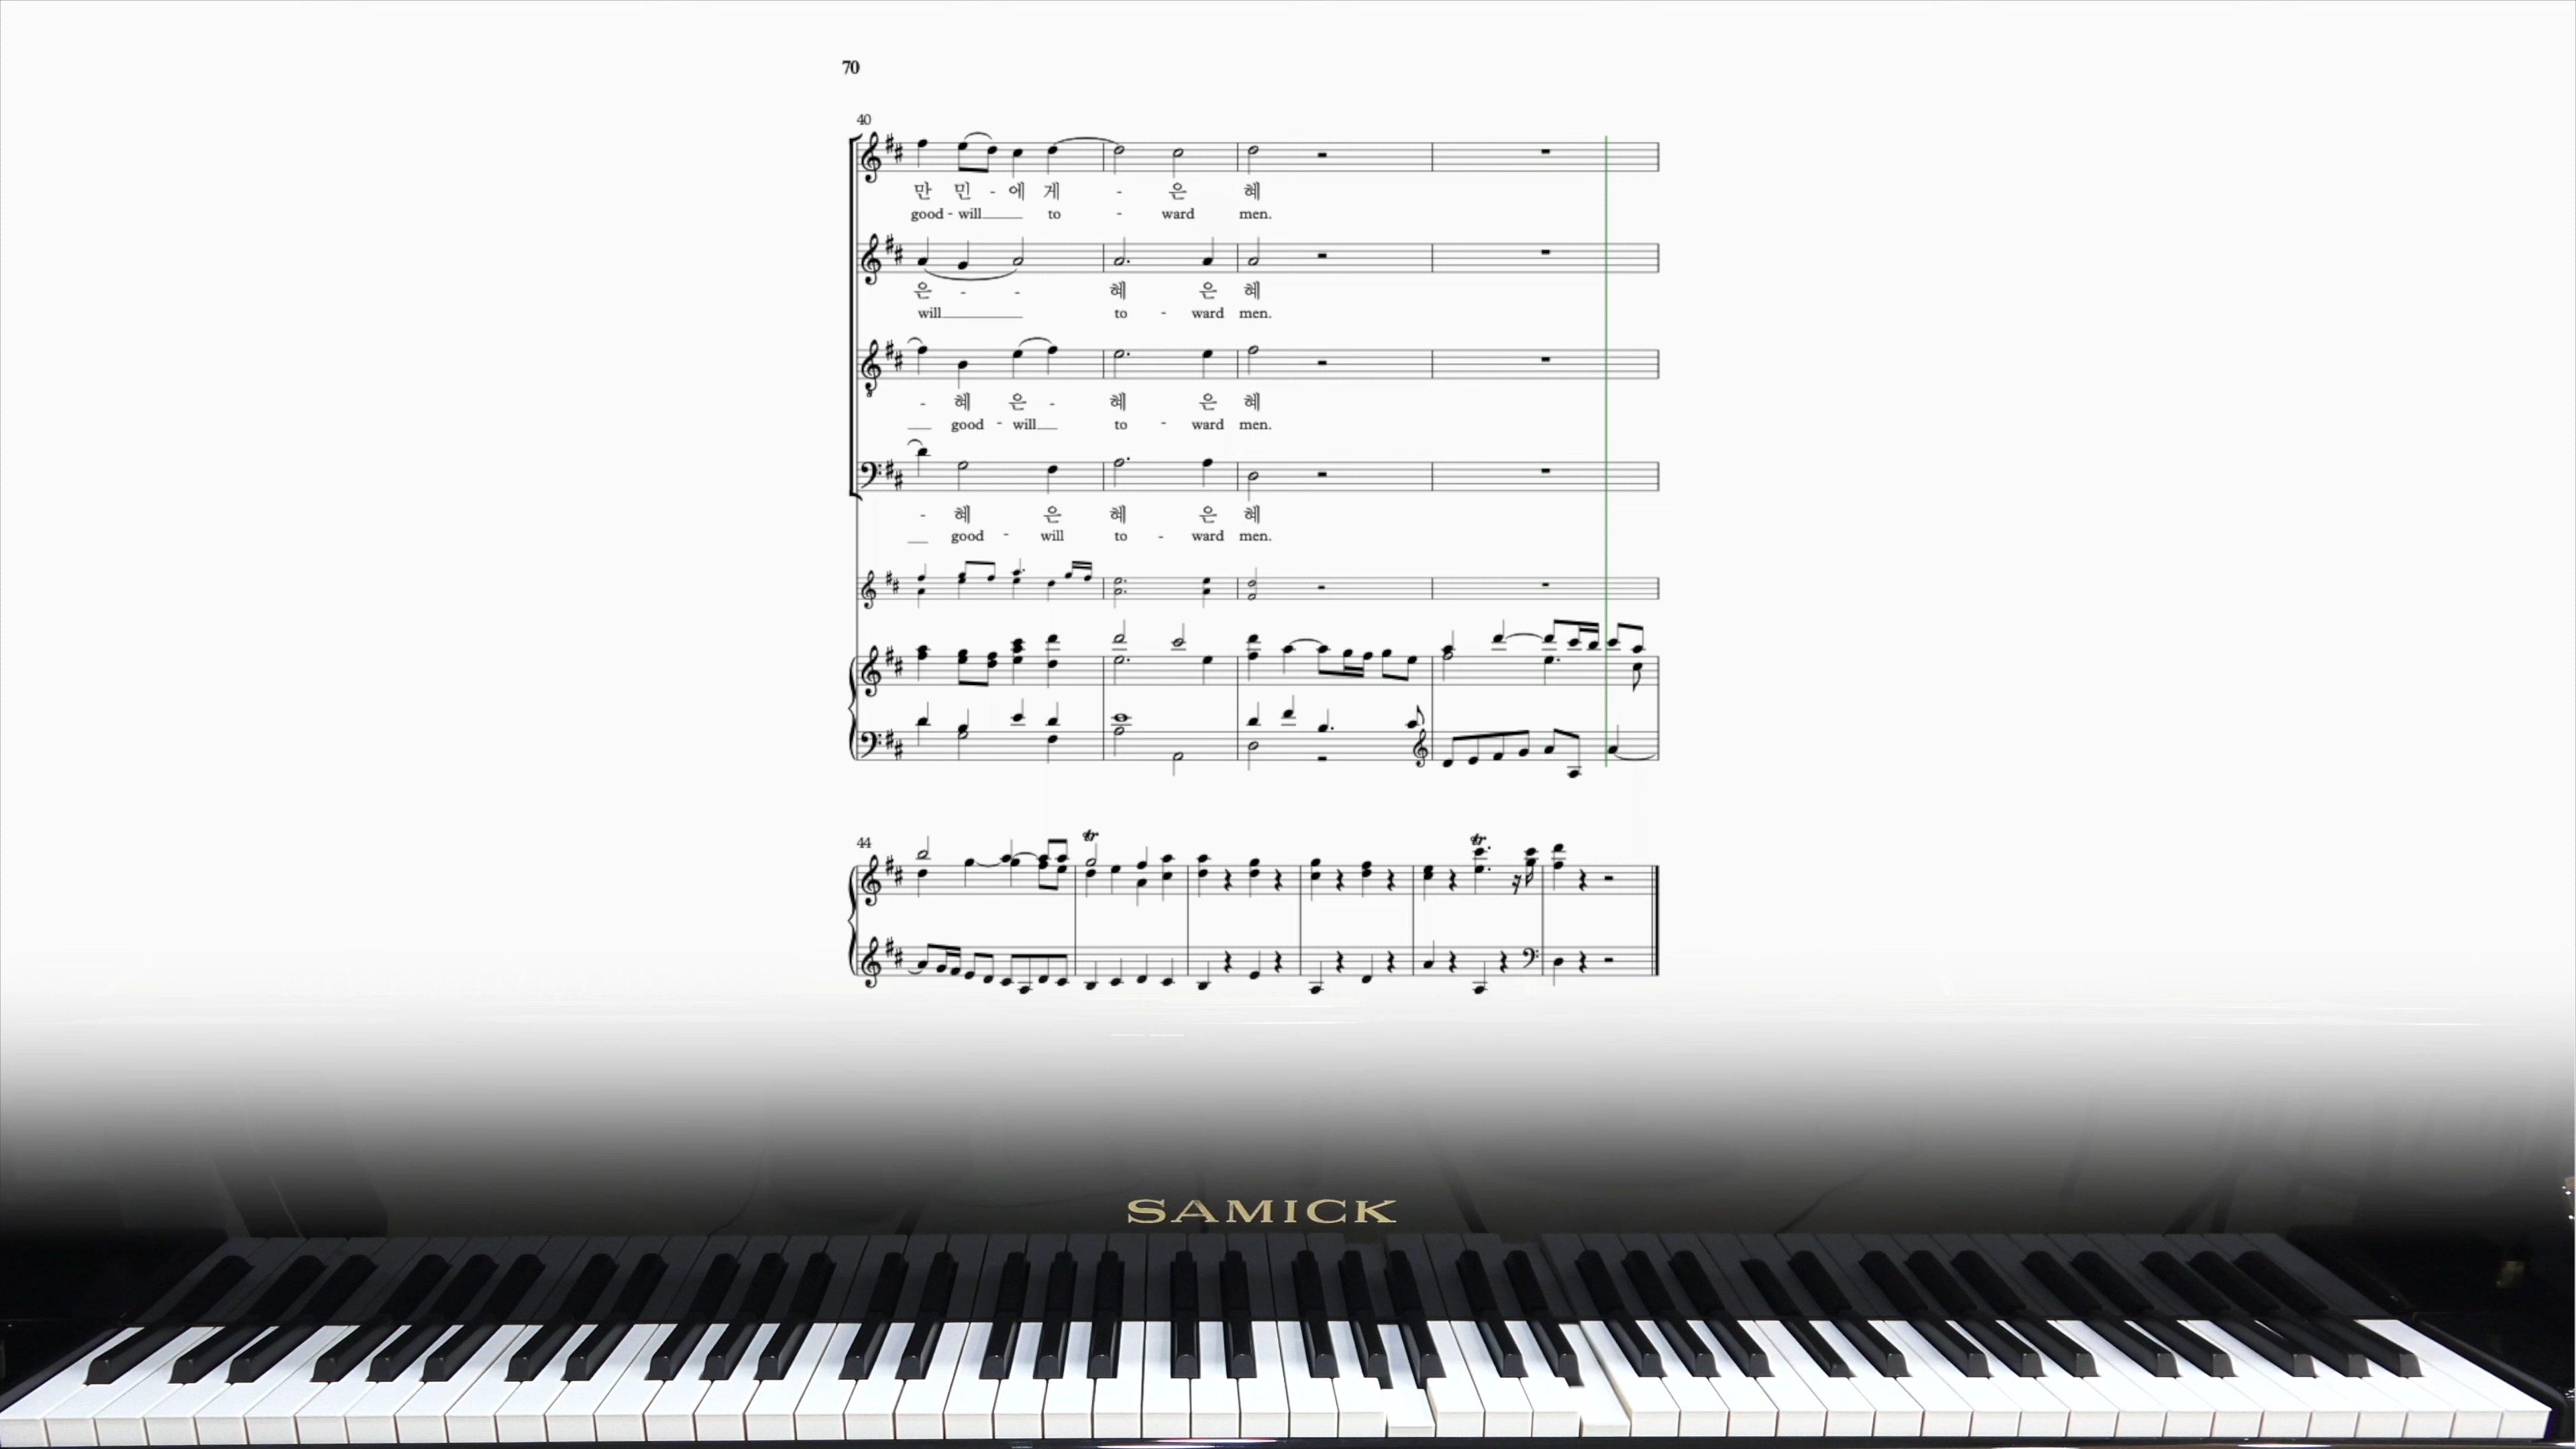 70
40
만 민 - 에 게 - 은 혜
good - will to - ward men.
은 - - 혜 은 혜
will to - ward men.
- 혜 은 - 혜 은 혜
good - will to - ward men.
- 혜 은 혜 은 혜
good - will to - ward men.
44
tr tr
SAMICK